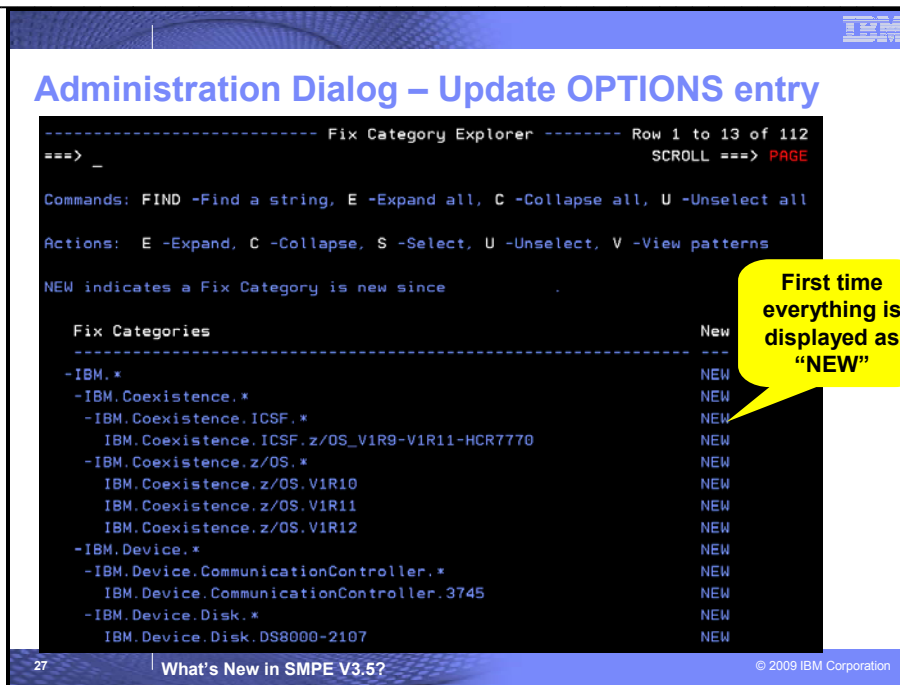 IBM
Administration Dialog – Update OPTIONS entry
---------------------------- Fix Category Explorer -------- Row 1 to 13 of 112
===> _ SCROLL ===> PAGE
Commands: FIND -Find a string, E -Expand all, C -Collapse all, U -Unselect all
Actions: E -Expand, C -Collapse, S -Select, U -Unselect, V -View patterns
NEW indicates a Fix Category is new since .
Fix Categories New
---------------------------------------------------------------- ---
-IBM.* NEW
-IBM.Coexistence.* NEW
-IBM.Coexistence.ICSF.* NEW
IBM.Coexistence.ICSF.z/OS_V1R9-V1R11-HCR7770 NEW
-IBM.Coexistence.z/OS.* NEW
IBM.Coexistence.z/OS.V1R10 NEW
IBM.Coexistence.z/OS.V1R11 NEW
IBM.Coexistence.z/OS.V1R12 NEW
-IBM.Device.* NEW
-IBM.Device.CommunicationController.* NEW
IBM.Device.CommunicationController.3745 NEW
-IBM.Device.Disk.* NEW
IBM.Device.Disk.DS8000-2107 NEW
First time
everything is
displayed as
“NEW”
27 What’s New in SMPE V3.5? © 2009 IBM Corporation